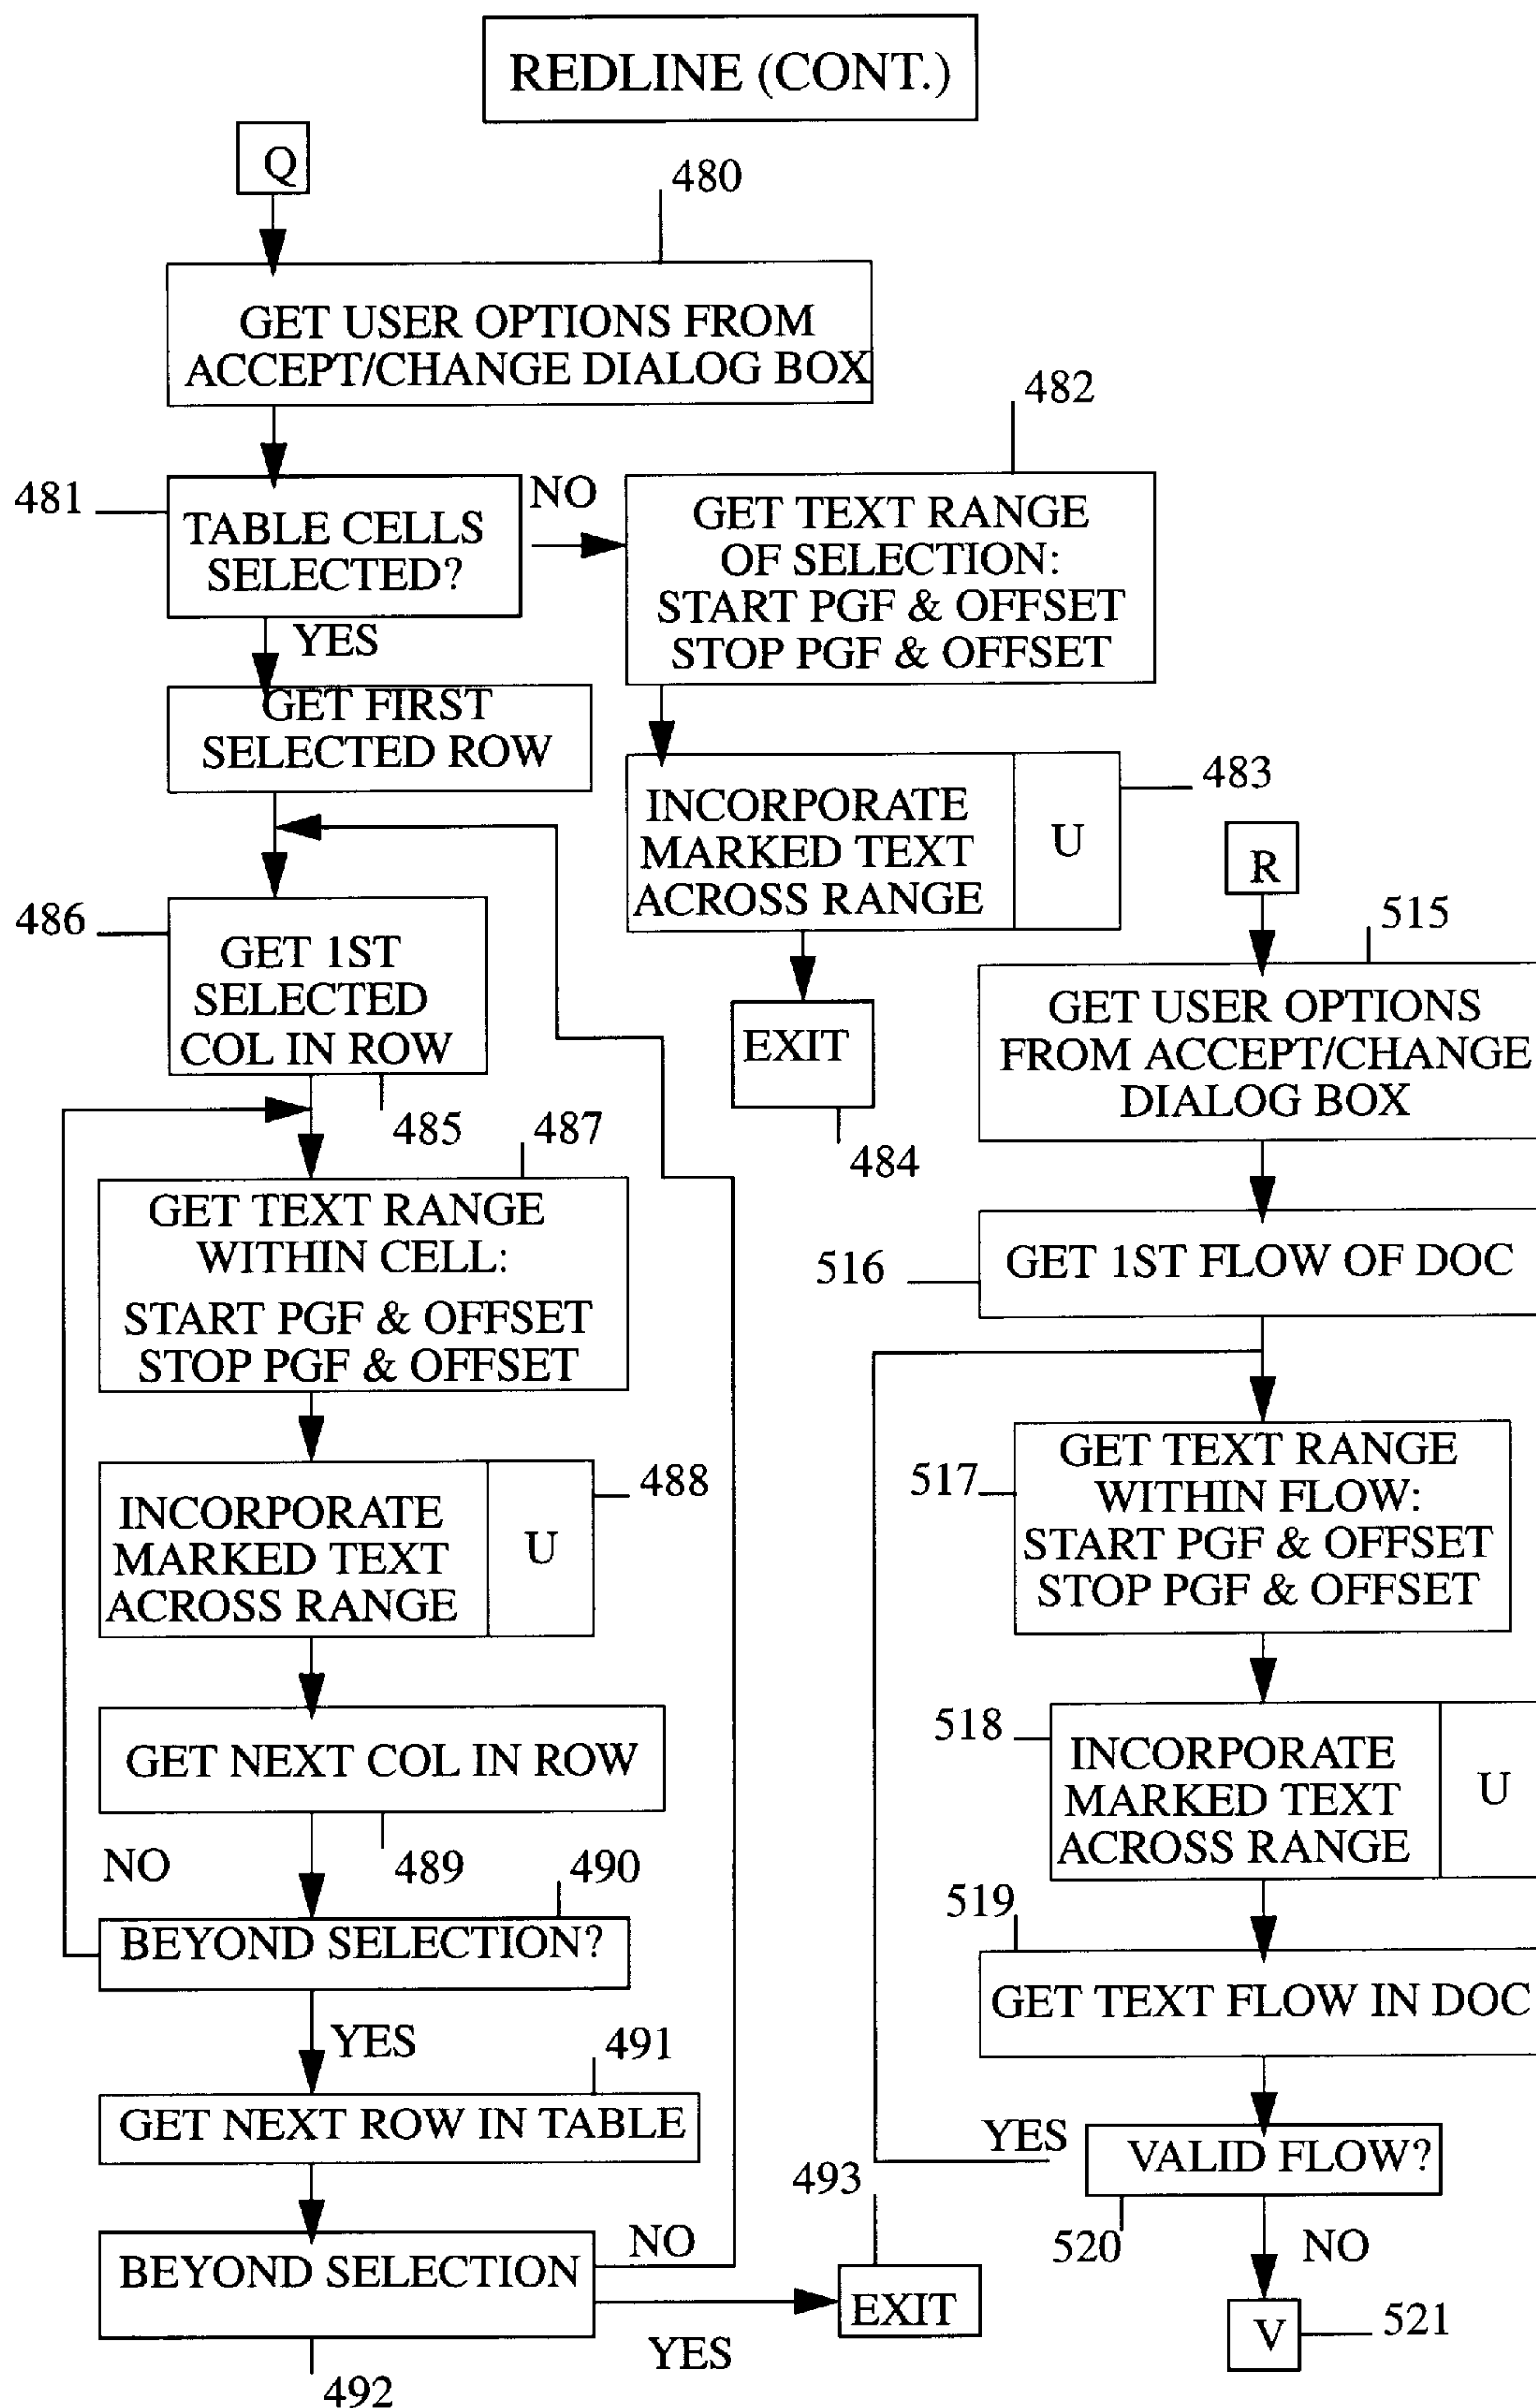 REDLINE (CONT.)
Q
480
GET USER OPTIONS FROM
ACCEPT/CHANGE DIALOG BOX
481
TABLE CELLS
SELECTED?
NO
YES
482
GET TEXT RANGE
OF SELECTION:
START PGF & OFFSET
STOP PGF & OFFSET
GET FIRST
SELECTED ROW
INCORPORATE
MARKED TEXT
ACROSS RANGE
U
483
EXIT
484
486
GET 1ST
SELECTED
COL IN ROW
485
487
GET TEXT RANGE
WITHIN CELL:
START PGF & OFFSET
STOP PGF & OFFSET
INCORPORATE
MARKED TEXT
ACROSS RANGE
U
488
GET NEXT COL IN ROW
489
NO
490
BEYOND SELECTION?
YES
491
GET NEXT ROW IN TABLE
BEYOND SELECTION
NO
YES
492
493
EXIT
R
515
GET USER OPTIONS
FROM ACCEPT/CHANGE
DIALOG BOX
516
GET 1ST FLOW OF DOC
517
GET TEXT RANGE
WITHIN FLOW:
START PGF & OFFSET
STOP PGF & OFFSET
518
INCORPORATE
MARKED TEXT
ACROSS RANGE
U
519
GET TEXT FLOW IN DOC
YES
VALID FLOW?
520
NO
V
521